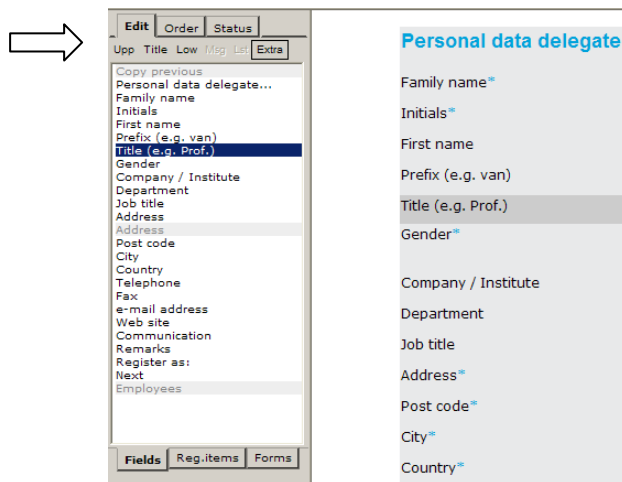 Edit Order Status
Upp Title Low Msg Lst Extra
Copy previous
Personal data delegate...
Family name
Initials
First name
Prefix (e.g. van)
Title (e.g. Prof.)
Gender
Company / Institute
Department
Job title
Address
Address
Post code
City
Country
Telephone
Fax
e-mail address
Web site
Communication
Remarks
Register as:
Next
Employees
Fields Reg.items Forms
Personal data delegate
Family name*
Initials*
First name
Prefix (e.g. van)
Title (e.g. Prof.)
Gender*
Company / Institute
Department
Job title
Address*
Post code*
City*
Country*